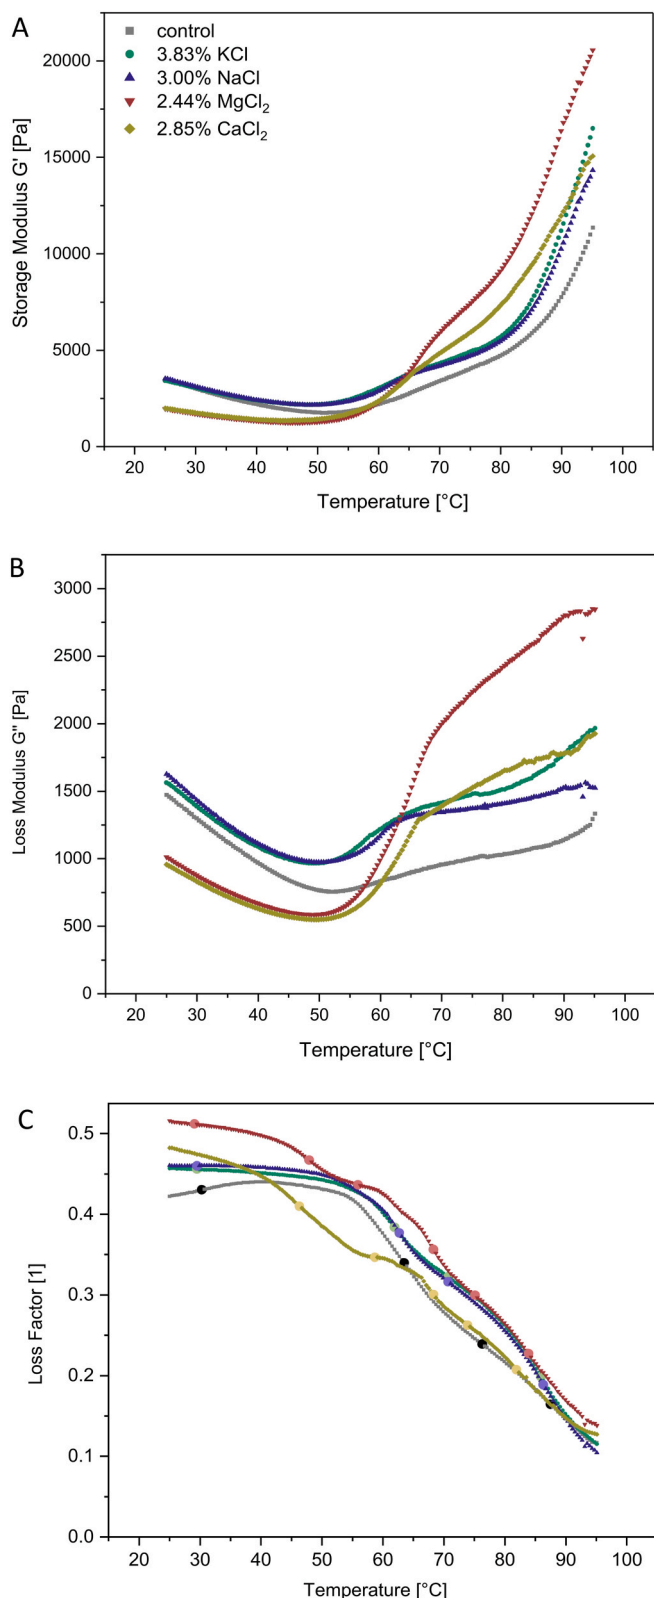 A
control
3.83% KCl
3.00% NaCl
2.44% MgCl₂
2.85% CaCl₂
Storage Modulus G' [Pa]
20000
15000
10000
5000
0
20 30 40 50 60 70 80 90 100
Temperature [°C]
B
Loss Modulus G'' [Pa]
3000
2500
2000
1500
1000
500
0
20 30 40 50 60 70 80 90 100
Temperature [°C]
C
Loss Factor [1]
0.5
0.4
0.3
0.2
0.1
0.0
20 30 40 50 60 70 80 90 100
Temperature [°C]